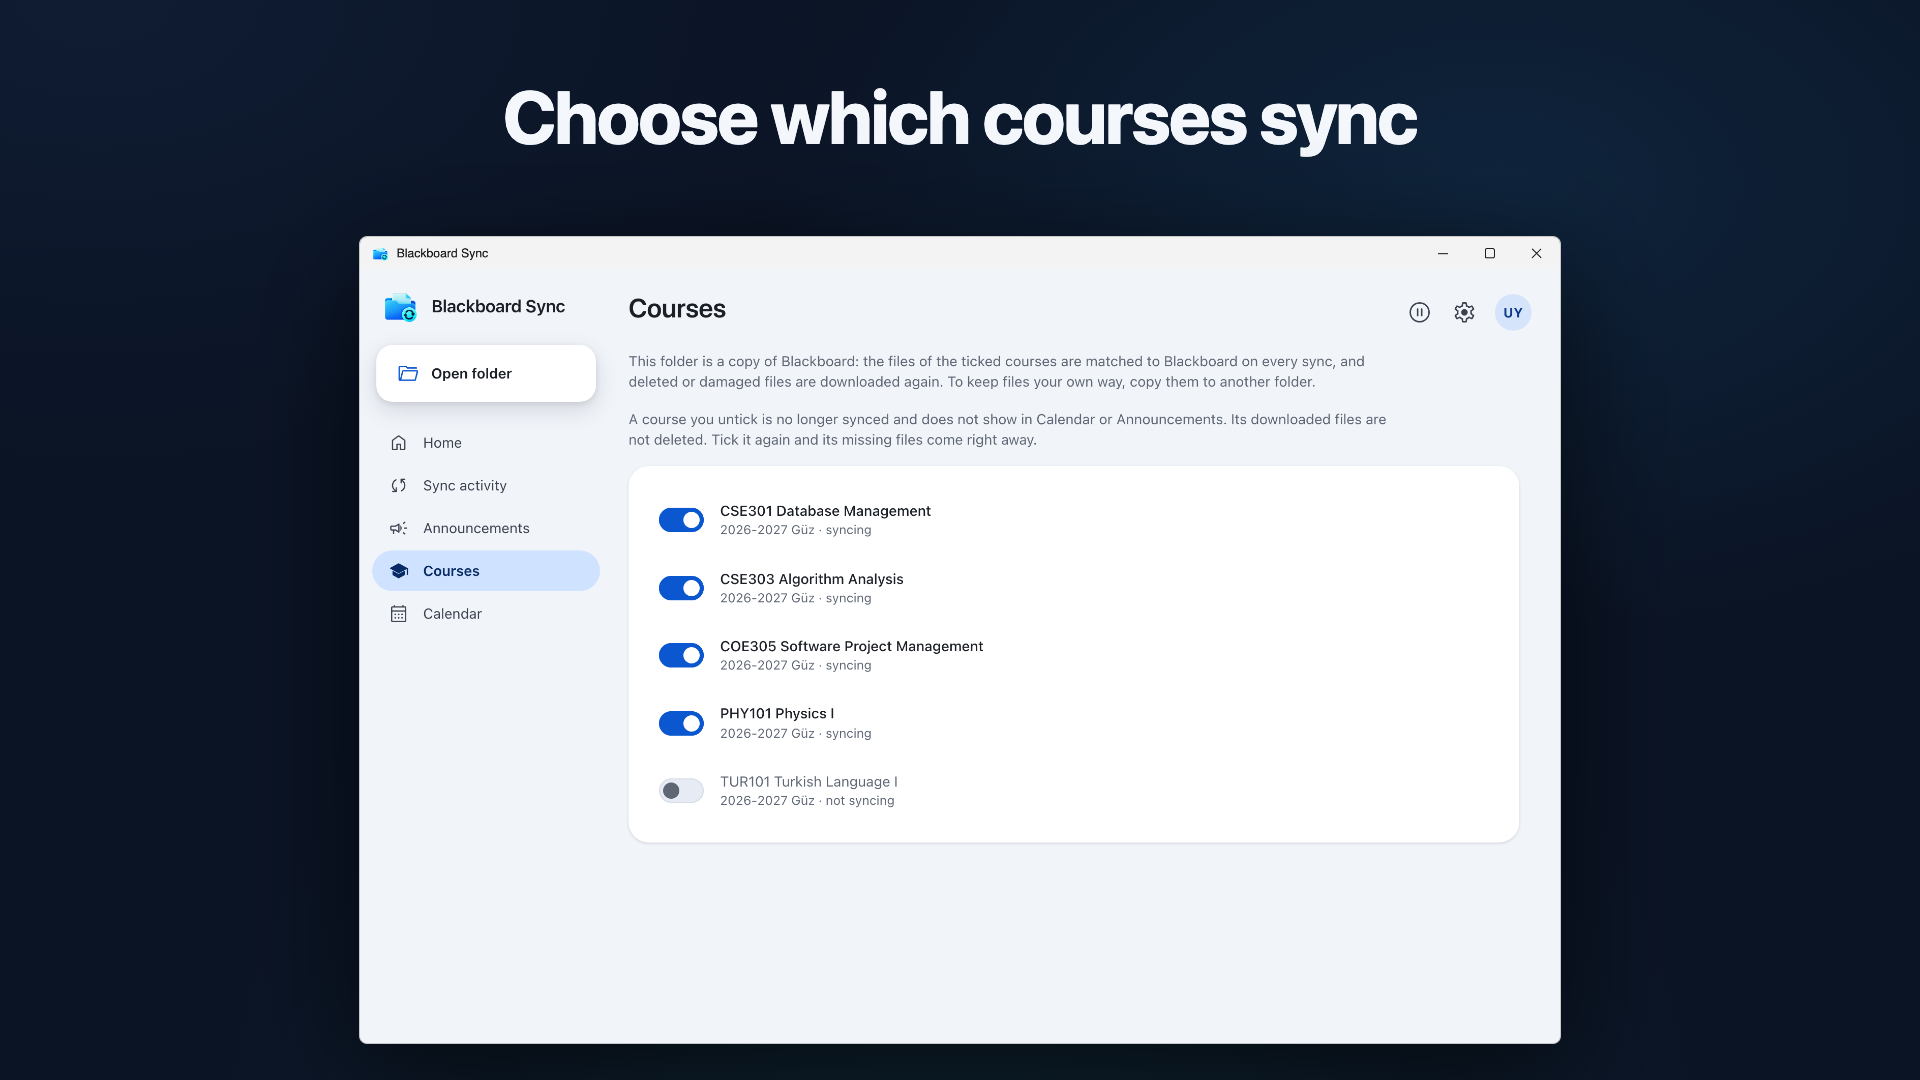 Choose which courses sync
Blackboard Sync
Blackboard Sync
Open folder
Home
Sync activity
Announcements
Courses
Calendar
Courses
UY
This folder is a copy of Blackboard: the files of the ticked courses are matched to Blackboard on every sync, and
deleted or damaged files are downloaded again. To keep files your own way, copy them to another folder.
A course you untick is no longer synced and does not show in Calendar or Announcements. Its downloaded files are
not deleted. Tick it again and its missing files come right away.
CSE301 Database Management
2026-2027 Güz · syncing
CSE303 Algorithm Analysis
2026-2027 Güz · syncing
COE305 Software Project Management
2026-2027 Güz · syncing
PHY101 Physics I
2026-2027 Güz · syncing
TUR101 Turkish Language I
2026-2027 Güz · not syncing